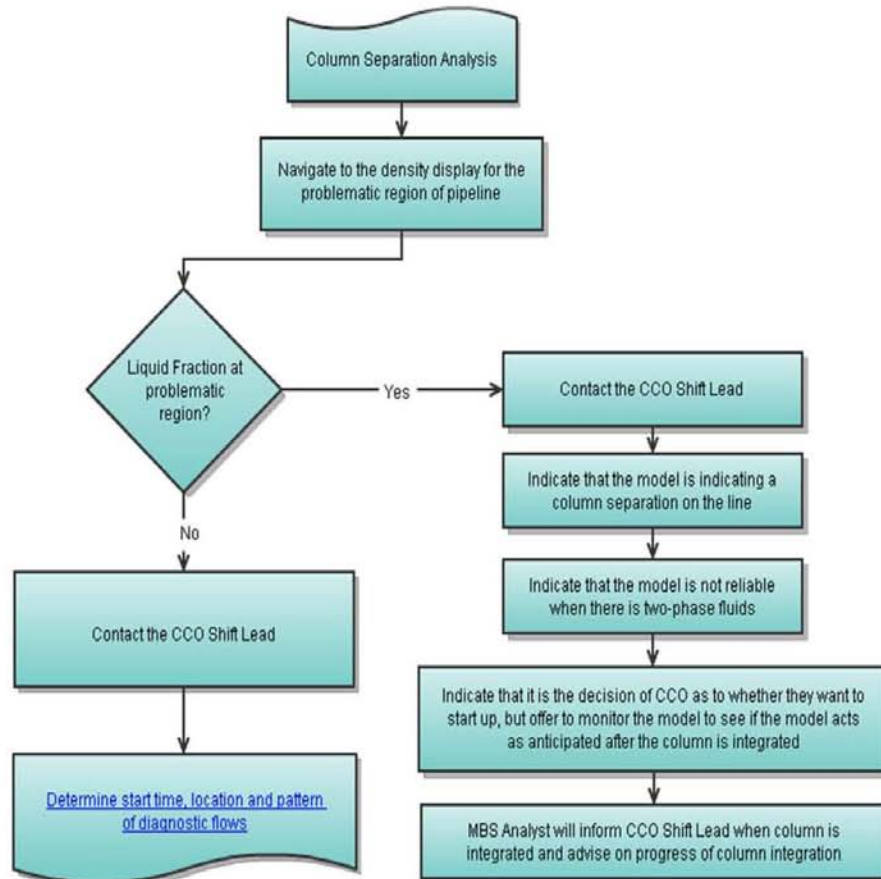 Column Separation Analysis
Navigate to the density display for the
problematic region of pipeline
Liquid Fraction at
problematic
region?
Yes
No
Contact the CCO Shift Lead
Determine start time, location and pattern
of diagnostic flows
Contact the CCO Shift Lead
Indicate that the model is indicating a
column separation on the line
Indicate that the model is not reliable
when there is two-phase fluids
Indicate that it is the decision of CCO as to whether they want to
start up, but offer to monitor the model to see if the model acts
as anticipated after the column is integrated
MBS Analyst will inform CCO Shift Lead when column is
integrated and advise on progress of column integration.